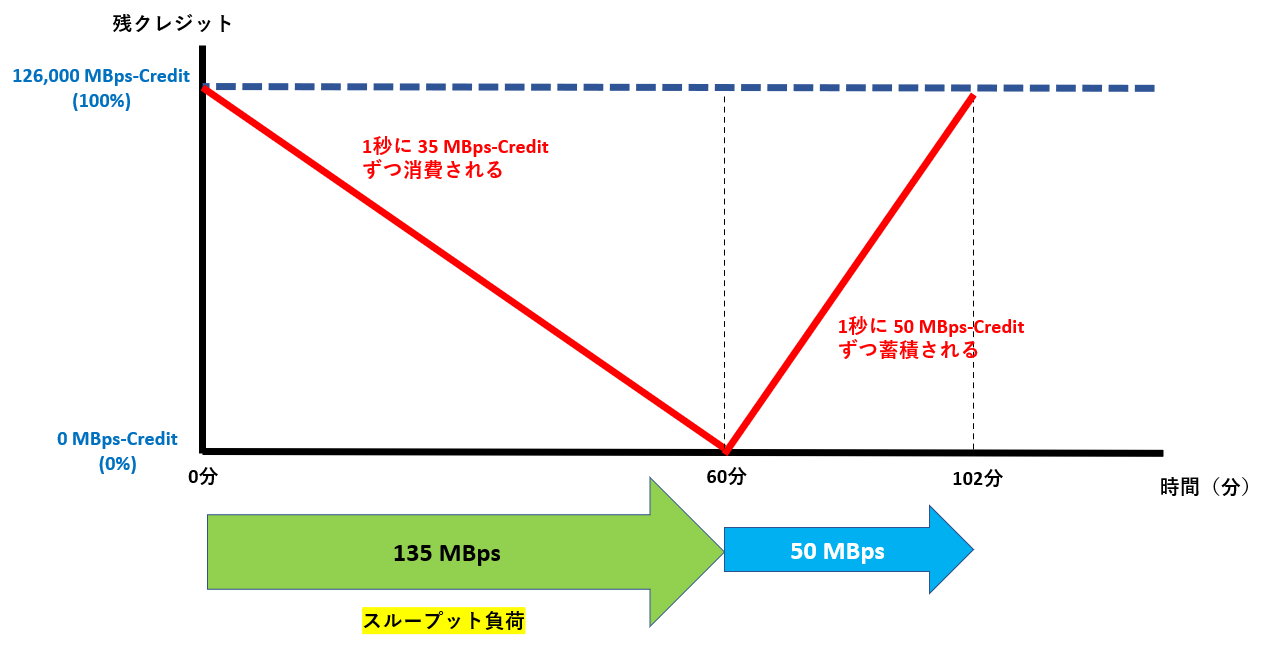 残クレジット
126,000 MBps-Credit
(100%)
1秒に 35 MBps-Credit
ずつ消費される
1秒に 50 MBps-Credit
ずつ蓄積される
0 MBps-Credit
(0%)
0分
60分
102分
時間（分）
135 MBps
50 MBps
スループット負荷